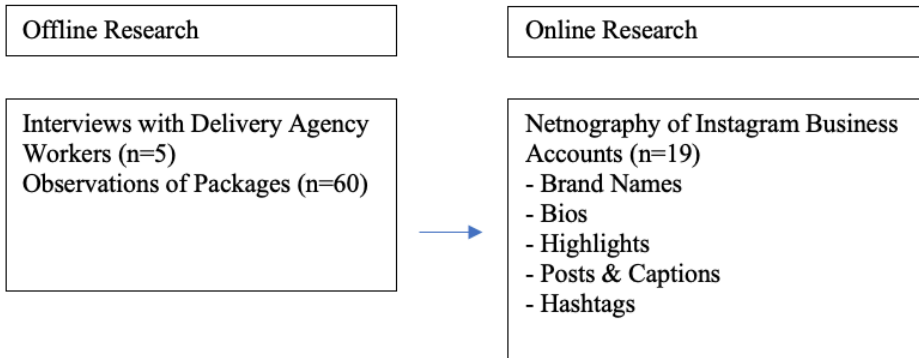 Offline Research
Online Research
Interviews with Delivery Agency
Workers (n=5)
Observations of Packages (n=60)
Netnography of Instagram Business
Accounts (n=19)
- Brand Names
- Bios
- Highlights
- Posts & Captions
- Hashtags